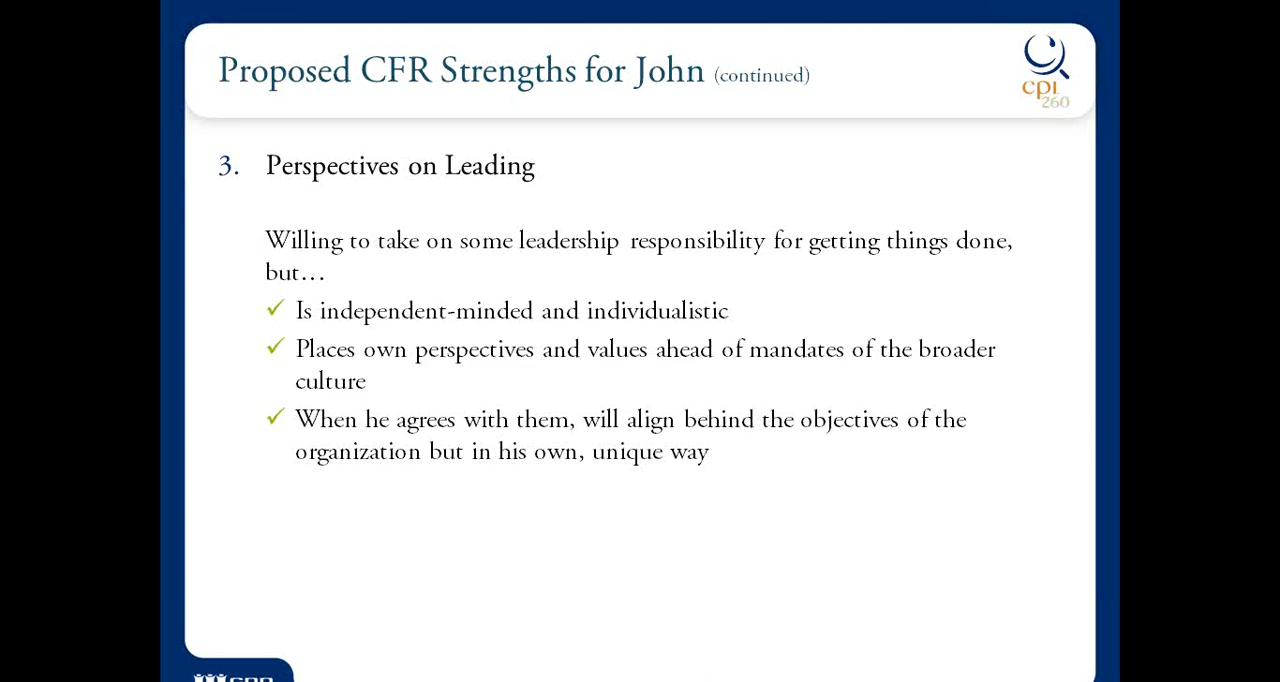 Proposed CFR Strengths for John (continued)
cpi
260
3. Perspectives on Leading
Willing to take on some leadership responsibility for getting things done,
but…
✓ Is independent-minded and individualistic
✓ Places own perspectives and values ahead of mandates of the broader
culture
✓ When he agrees with them, will align behind the objectives of the
organization but in his own, unique way